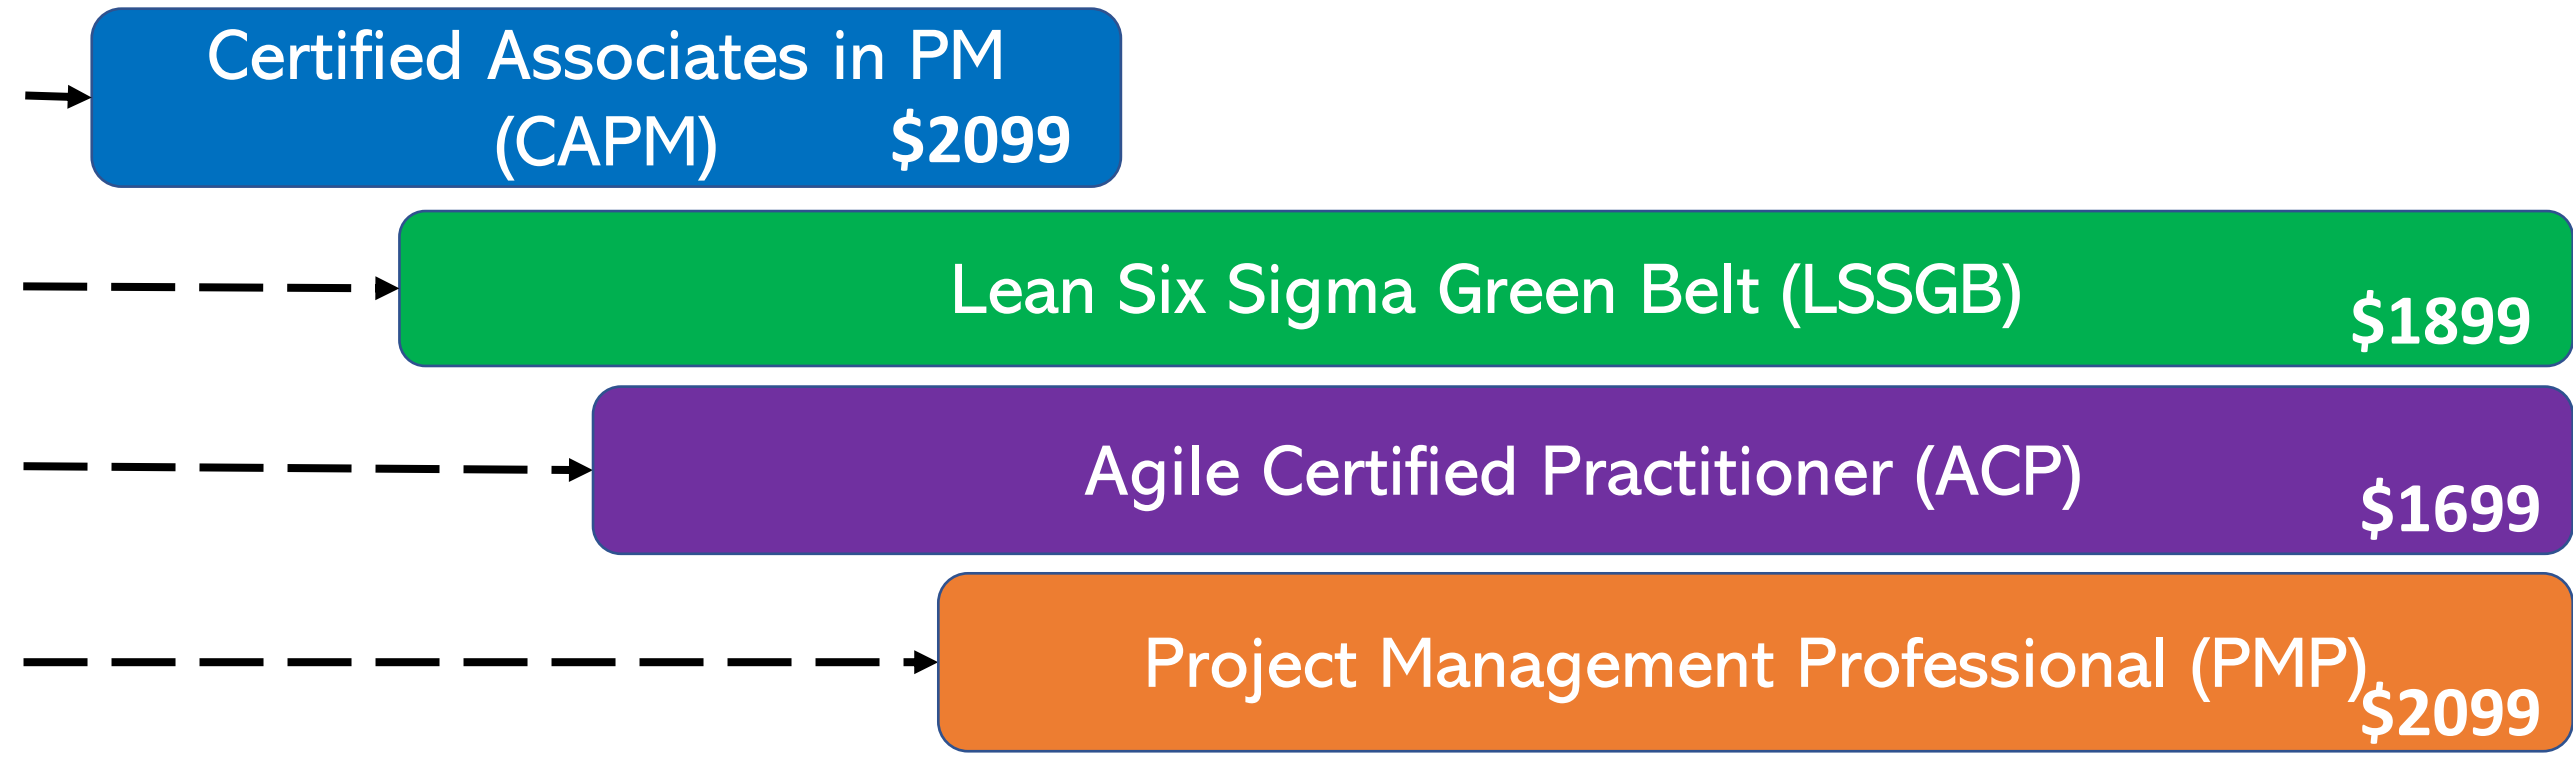 Certified Associates in PM
(CAPM) $2099
Lean Six Sigma Green Belt (LSSGB)
$1899
Agile Certified Practitioner (ACP)
$1699
Project Management Professional (PMP)
$2099